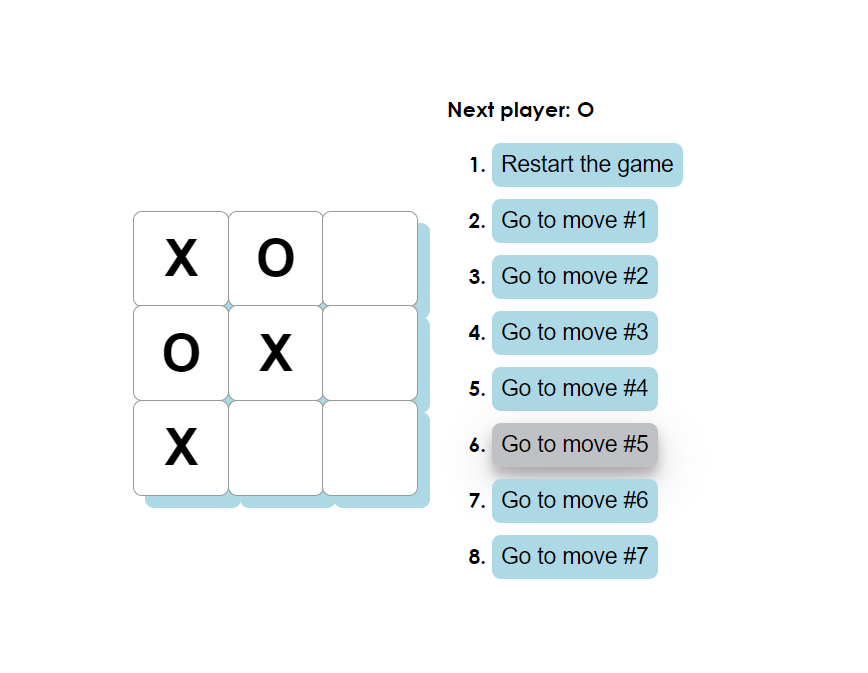 Next player: O
1. Restart the game
2. Go to move #1
3. Go to move #2
4. Go to move #3
5. Go to move #4
6. Go to move #5
7. Go to move #6
8. Go to move #7
X O
O X
X